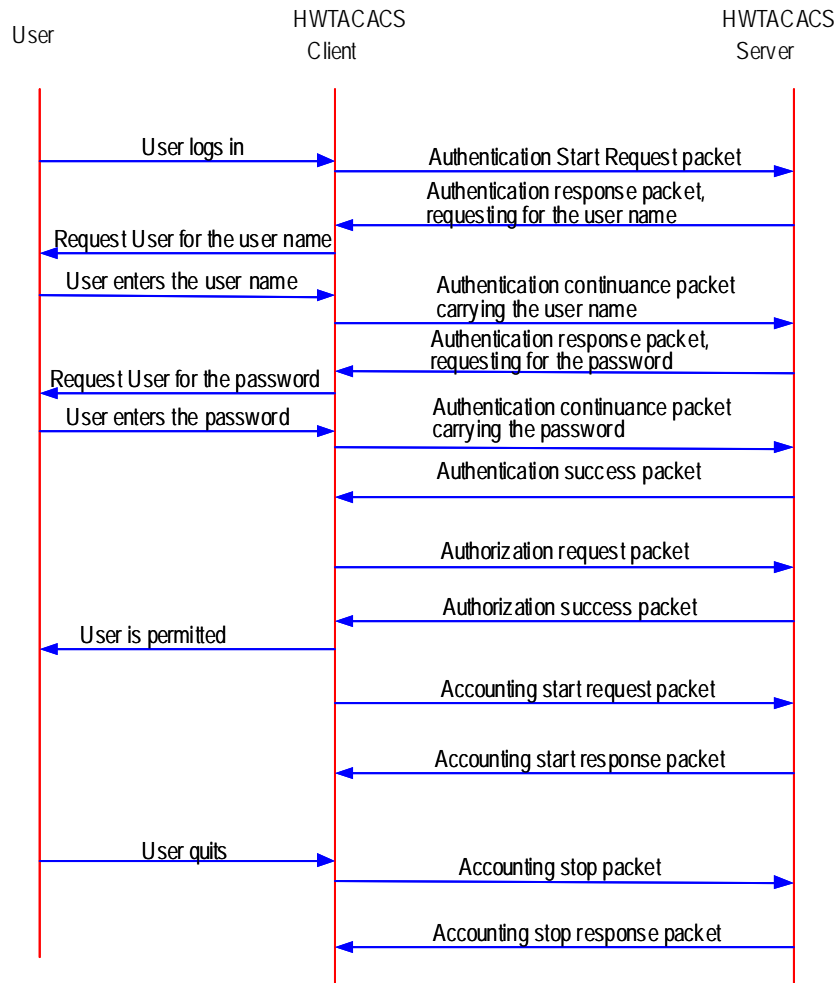 User
HWTACACS
Client
HWTACACS
Server
User logs in
Authentication Start Request packet
Authentication response packet,
requesting for the user name
Request User for the user name
User enters the user name
Authentication continuance packet
carrying the user name
Authentication response packet,
requesting for the password
Request User for the password
User enters the password
Authentication continuance packet
carrying the password
Authentication success packet
Authorization request packet
Authorization success packet
User is permitted
Accounting start request packet
Accounting start response packet
User quits
Accounting stop packet
Accounting stop response packet